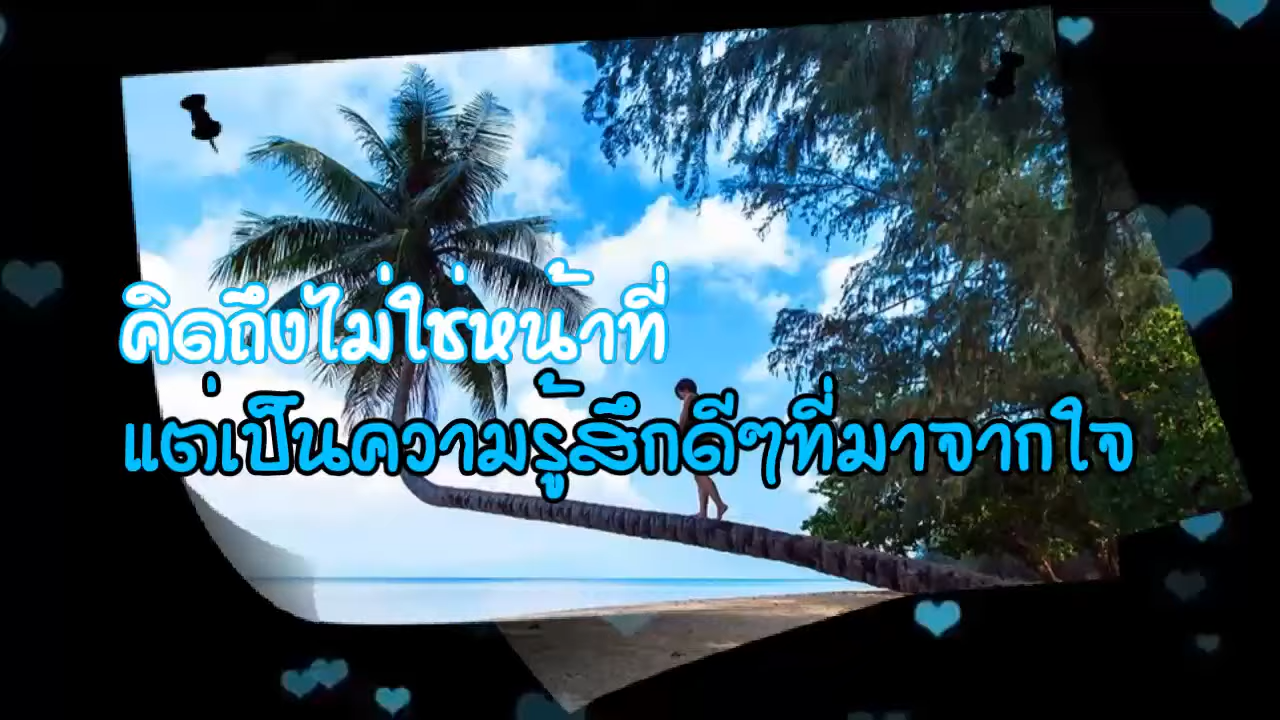 คิดถึงไม่ใช่หน้าที่
แต่เป็นความรู้สึกดีๆที่มาจากใจ